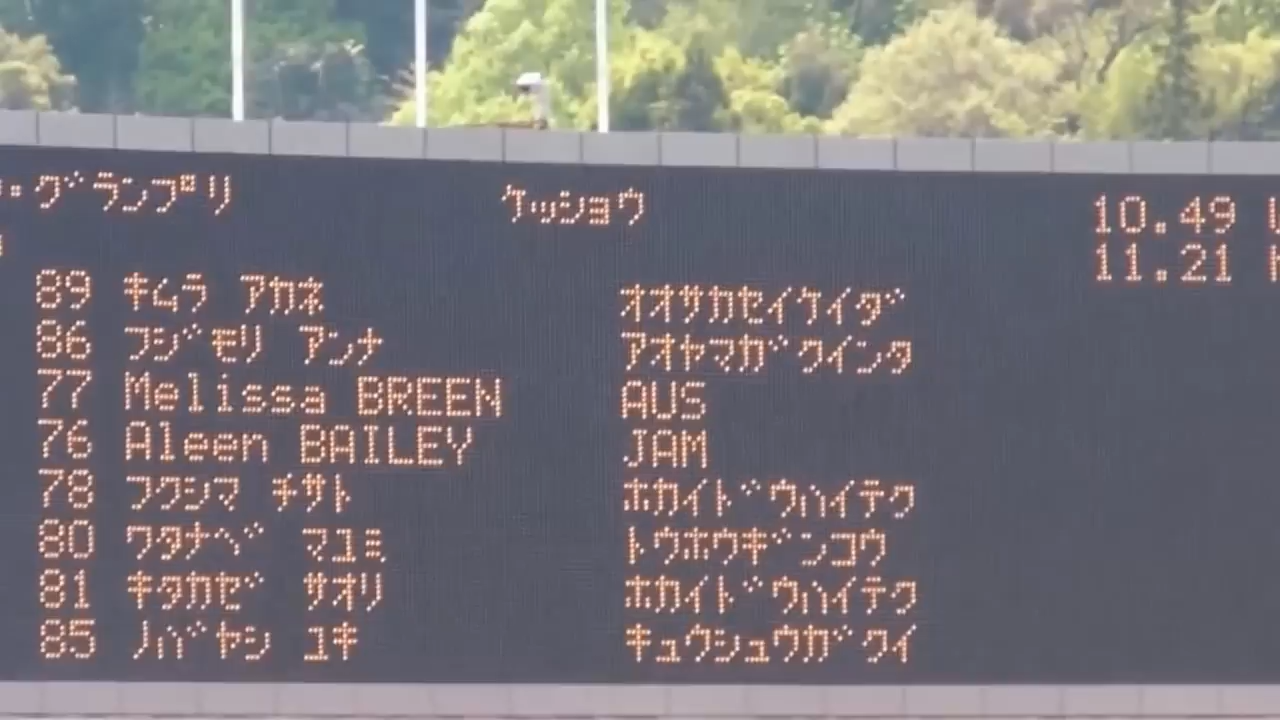 ・グランプリ ケッショウ 10.49
11.21
89 キムラ アカネ オオサカセイケイダ
86 フジモリ アンナ アオヤマガクインタ
77 Melissa BREEN AUS
76 Aleen BAILEY JAM
78 フクシマ チサト ホカイドウハイテク
80 ワタナベ マユミ トウホウギンコウ
81 キタカゼ サオリ ホカイドウハイテク
85 ノハバヤシ ユキ キュウシュウガクイ